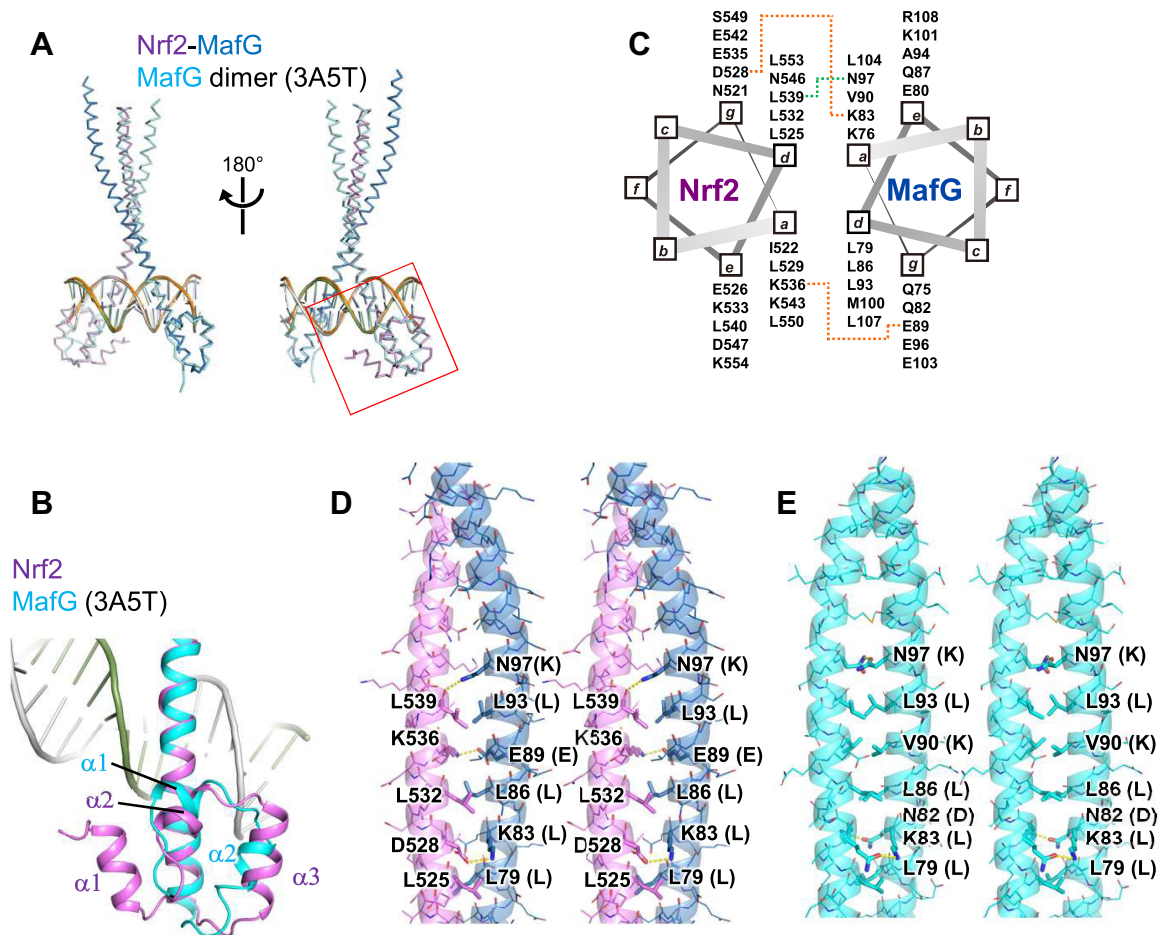 A
Nrf2-MafG
MafG dimer (3A5T)
180°
C
S549
E542
E535
D528
N521
L553
N546
L539
L532
L525
L104
N97
V90
K83
K76
R108
K101
A94
Q87
E80
g
c
d
f
Nrf2
b
a
e
e
a
b
MafG
f
d
c
g
I522
L529
K536
K543
L550
E526
K533
L540
D547
K554
L79
L86
L93
M100
L107
Q75
Q82
E89
E96
E103
B
Nrf2
MafG (3A5T)
α1
α2
α1
α2
α3
D
N97(K)
L539
L93 (L)
K536
E89 (E)
L532
L86 (L)
K83 (L)
D528
L525
L79 (L)
N97 (K)
L539
L93 (L)
K536
E89 (E)
L532
L86 (L)
K83 (L)
D528
L525
L79 (L)
E
N97 (K)
L93 (L)
V90 (K)
L86 (L)
N82 (D)
K83 (L)
L79 (L)
N97 (K)
L93 (L)
V90 (K)
L86 (L)
N82 (D)
K83 (L)
L79 (L)